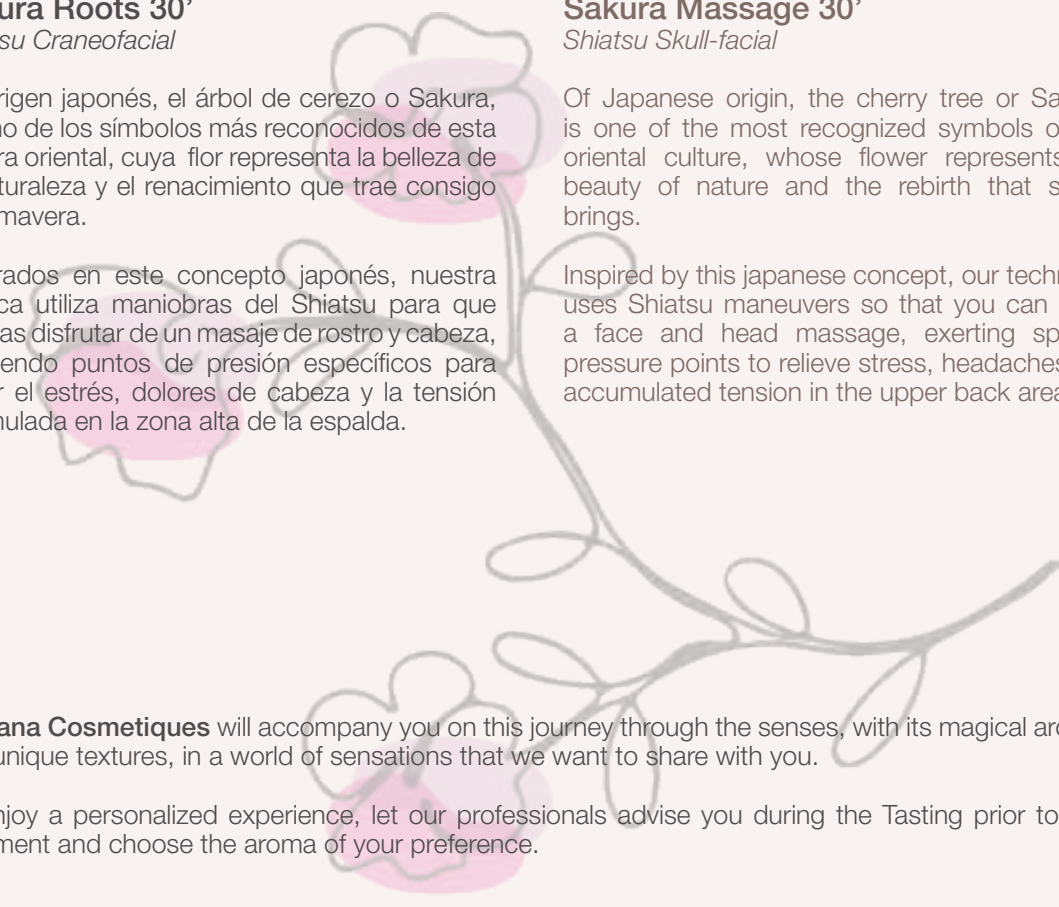 ura Roots 30’
su Craneofacial
rigen japonés, el árbol de cerezo o Sakura,
no de los símbolos más reconocidos de esta
ra oriental, cuya flor representa la belleza de
turaleza y el renacimiento que trae consigo
mavera.
rados en este concepto japonés, nuestra
ca utiliza maniobras del Shiatsu para que
as disfrutar de un masaje de rostro y cabeza,
iendo puntos de presión específicos para
r el estrés, dolores de cabeza y la tensión
nulada en la zona alta de la espalda.
Sakura Massage 30’
Shiatsu Skull-facial
Of Japanese origin, the cherry tree or Sa
is one of the most recognized symbols o
oriental culture, whose flower represents
beauty of nature and the rebirth that s
brings.
Inspired by this japanese concept, our techn
uses Shiatsu maneuvers so that you can
a face and head massage, exerting sp
pressure points to relieve stress, headaches
accumulated tension in the upper back area
ana Cosmetiques will accompany you on this journey through the senses, with its magical aro
unique textures, in a world of sensations that we want to share with you.
njoy a personalized experience, let our professionals advise you during the Tasting prior to
ment and choose the aroma of your preference.